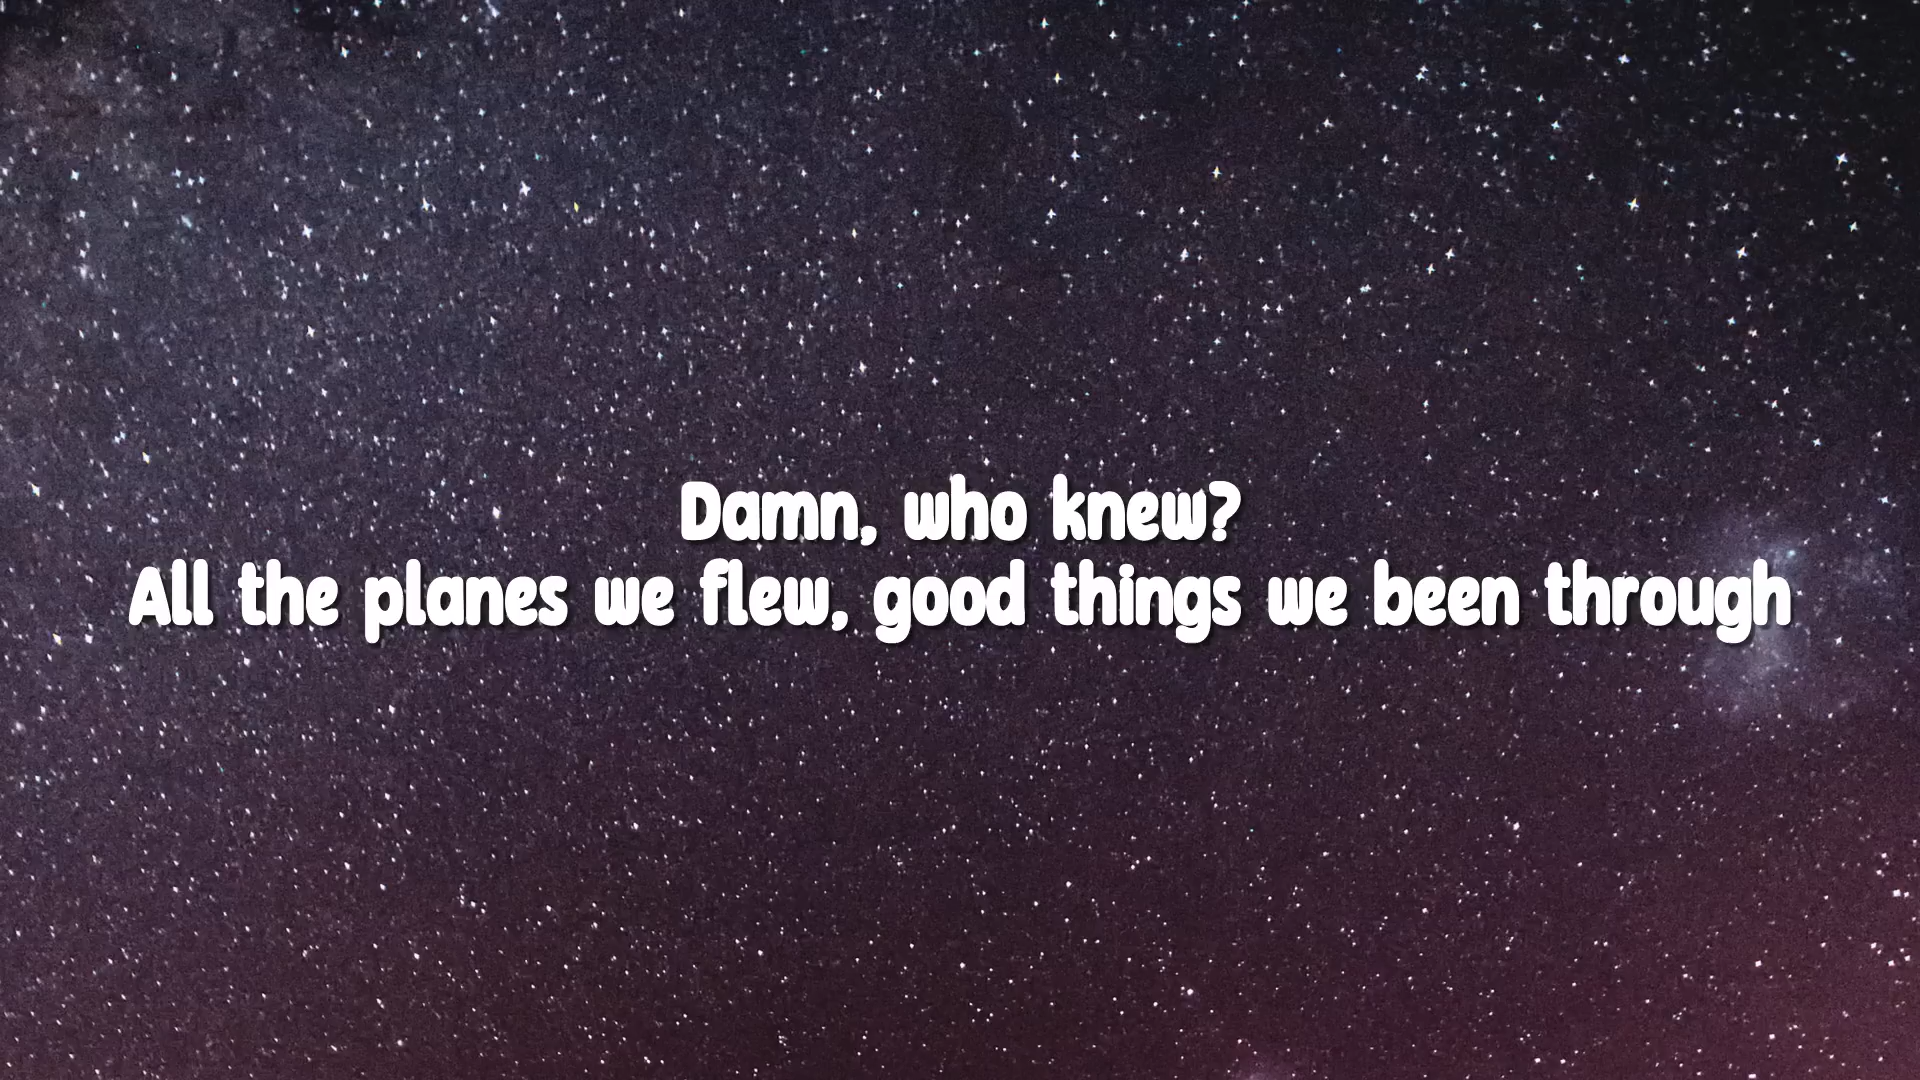 Damn, who knew?
All the planes we flew, good things we been through